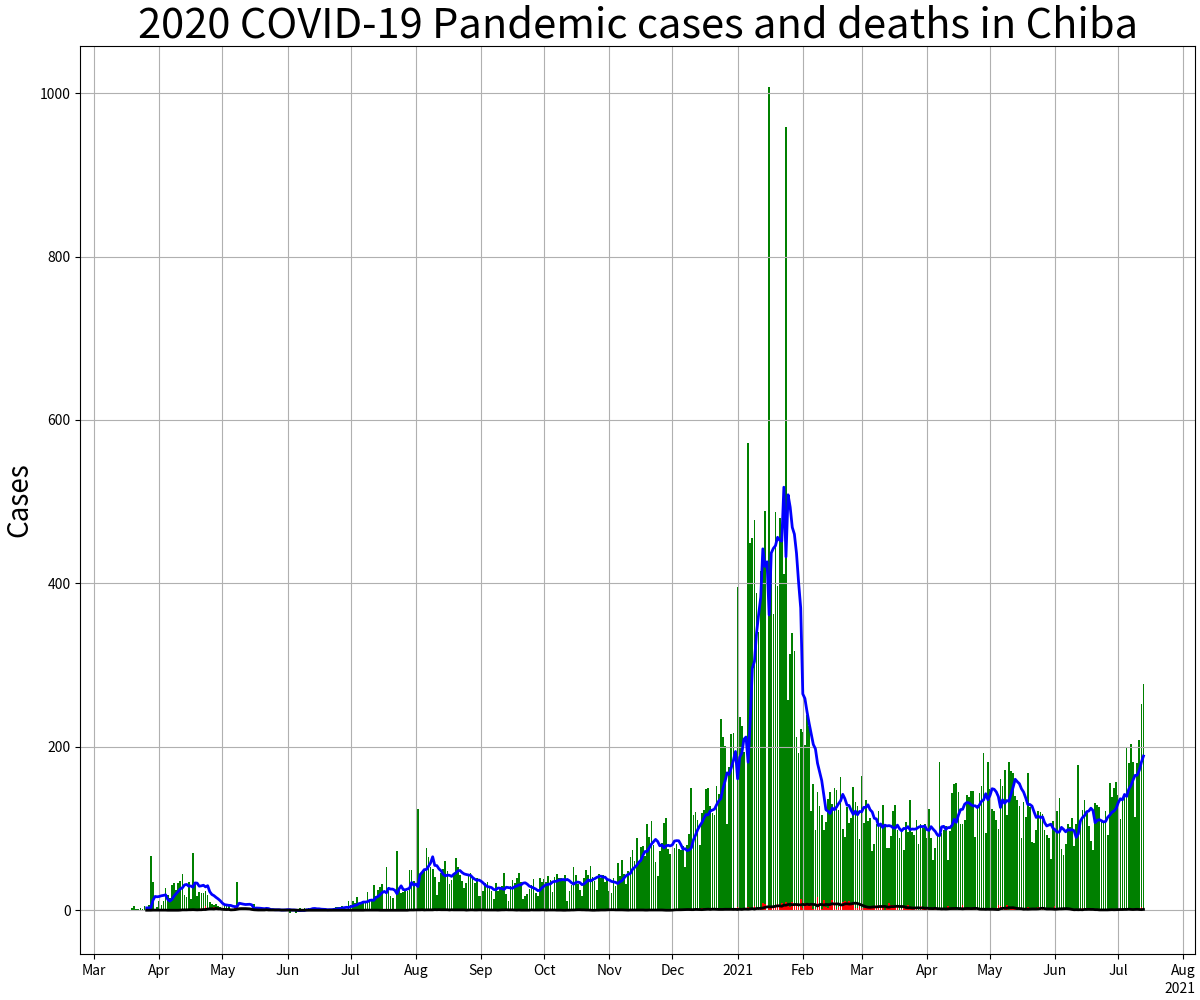 2020 COVID-19 Pandemic cases and deaths in Chiba
Cases
1000
800
600
400
200
0
Mar Apr May Jun Jul Aug Sep Oct Nov Dec 2021 Feb Mar Apr May Jun Jul Aug
2021